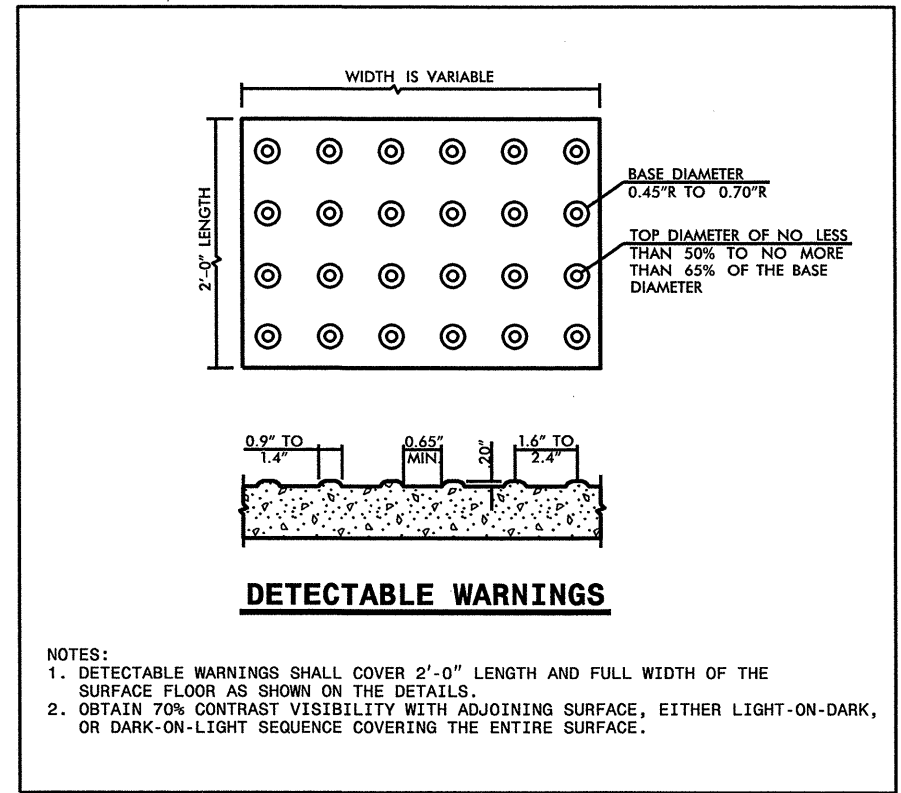 WIDTH IS VARIABLE
2'-0" LENGTH
BASE DIAMETER
0.45"R TO 0.70"R
TOP DIAMETER OF NO LESS
THAN 50% TO NO MORE
THAN 65% OF THE BASE
DIAMETER
0.9" TO
1.4"
0.65"
MIN.
.20"
1.6" TO
2.4"
DETECTABLE WARNINGS
NOTES:
1. DETECTABLE WARNINGS SHALL COVER 2'-0" LENGTH AND FULL WIDTH OF THE
SURFACE FLOOR AS SHOWN ON THE DETAILS.
2. OBTAIN 70% CONTRAST VISIBILITY WITH ADJOINING SURFACE, EITHER LIGHT-ON-DARK,
OR DARK-ON-LIGHT SEQUENCE COVERING THE ENTIRE SURFACE.